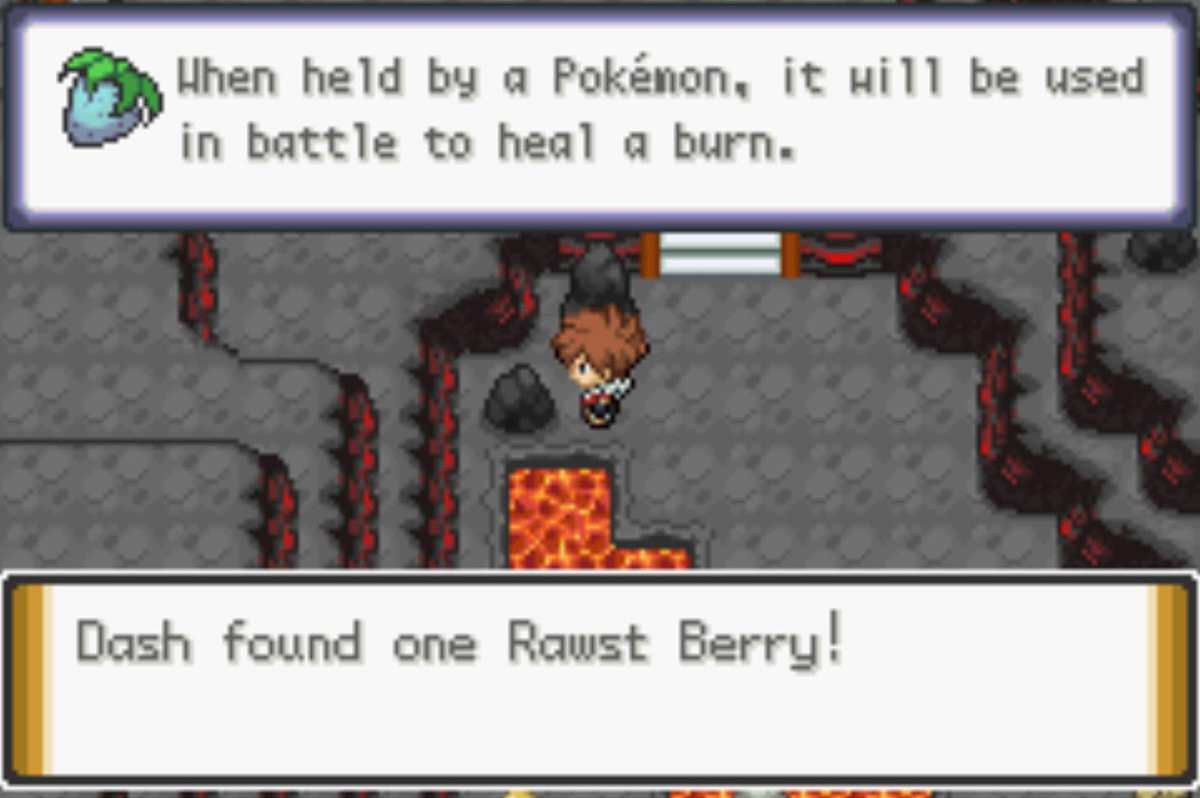 When held by a Pokémon, it will be used
in battle to heal a burn.
Dash found one Rawst Berry!